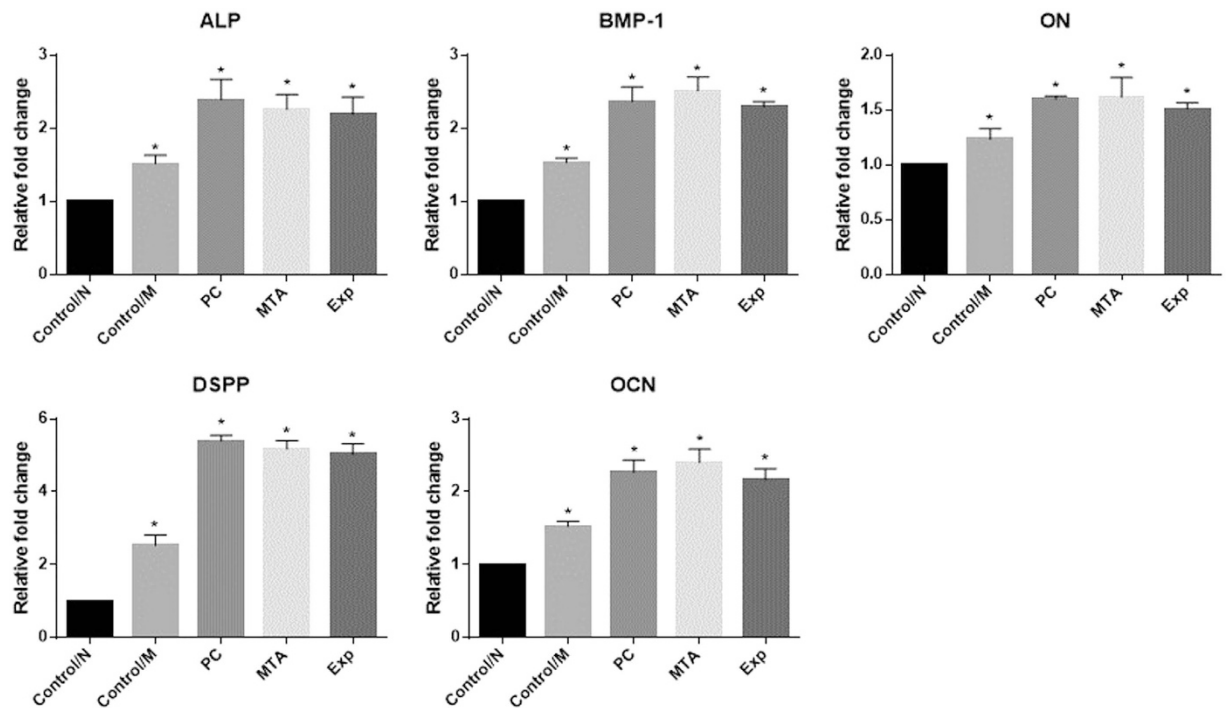 ALP
Relative fold change
3
2
1
0
* * * *
Control/N Control/M PC MTA Exp
BMP-1
Relative fold change
3
2
1
0
* * * *
Control/N Control/M PC MTA Exp
ON
Relative fold change
2.0
1.5
1.0
0.5
0.0
* * * *
Control/N Control/M PC MTA Exp
DSPP
Relative fold change
6
4
2
0
* * * *
Control/N Control/M PC MTA Exp
OCN
Relative fold change
3
2
1
0
* * * *
Control/N Control/M PC MTA Exp